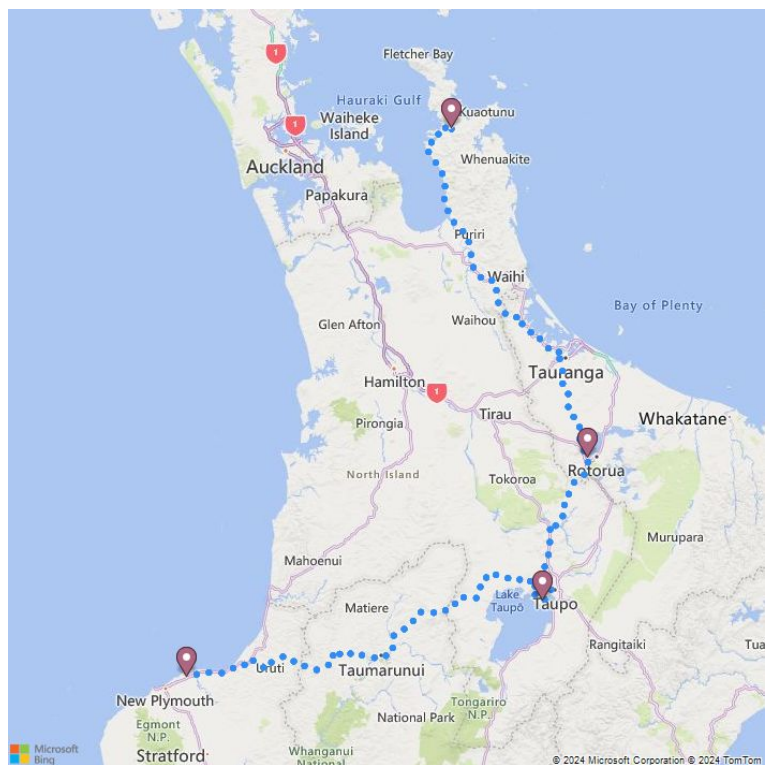 Fletcher Bay
1
Hauraki Gulf
Kuaotunu
Waiheke
Island
1
Whenuakite
Auckland
Papakura
Puriri
Waihi
Bay of Plenty
Glen Afton
Waihou
Tauranga
Hamilton
1
Tirau
Whakatane
Pirongia
North Island
Rotorua
Tokoroa
Murupara
Mahoenui
Lake
Taupō
Taupo
Matiere
Rangitaiki
Tua
Uruti
Taumarunui
New Plymouth
Tongariro
N.P.
National Park
Egmont
N.P.
Stratford
Whanganui
National
Microsoft
Bing
© 2024 Microsoft Corporation © 2024 TomTom